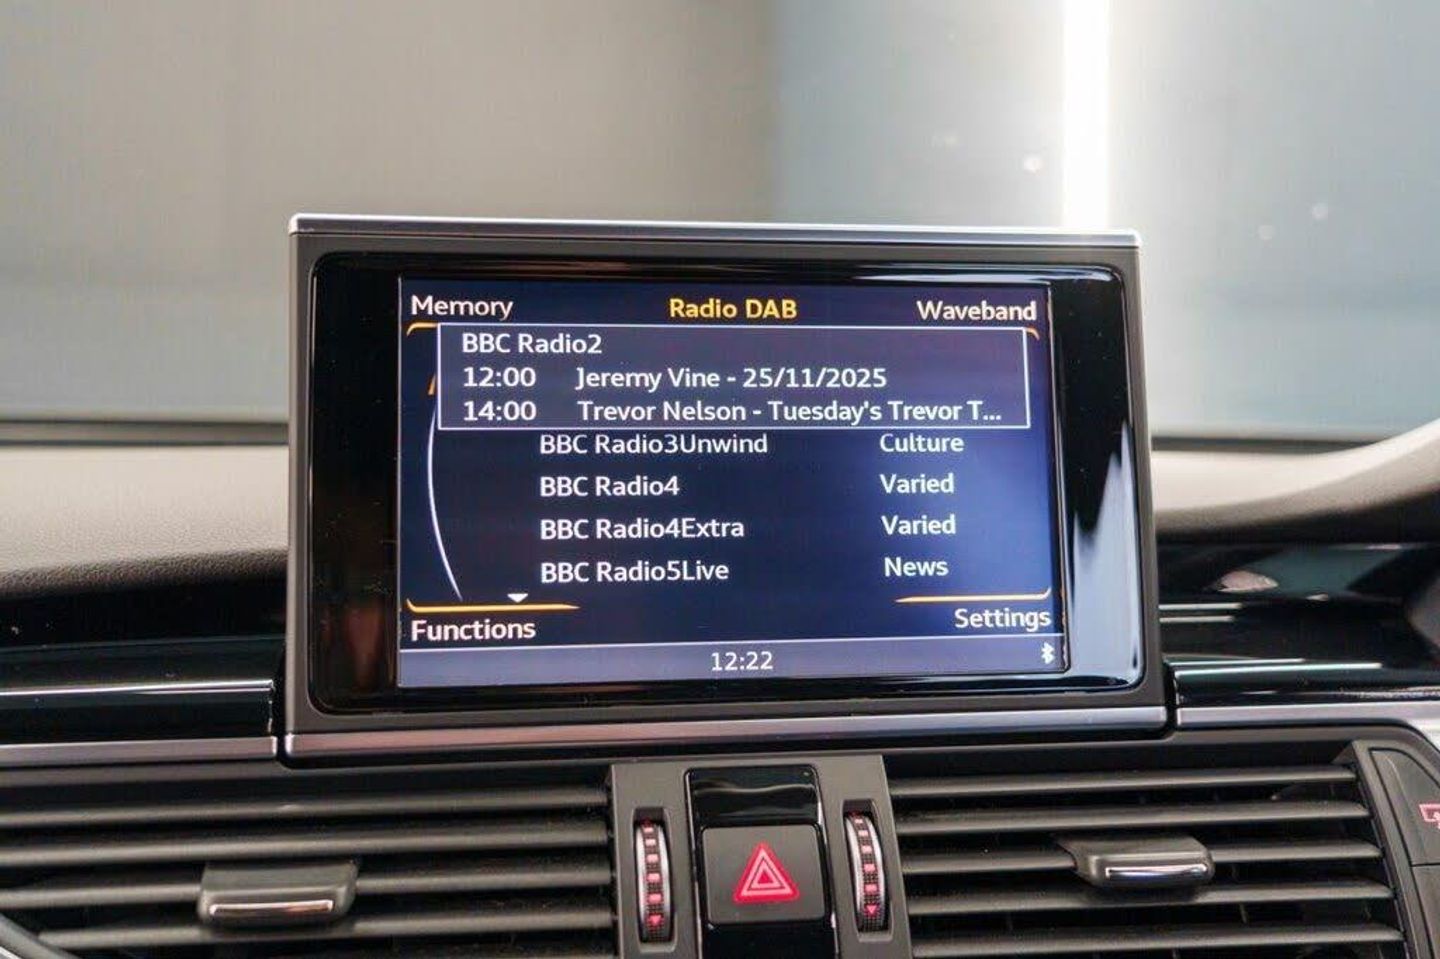 Memory Radio DAB Waveband
BBC Radio2
12:00 Jeremy Vine - 25/11/2025
14:00 Trevor Nelson - Tuesday's Trevor T...
BBC Radio3Unwind Culture
BBC Radio4 Varied
BBC Radio4Extra Varied
BBC Radio5Live News
Functions Settings
12:22